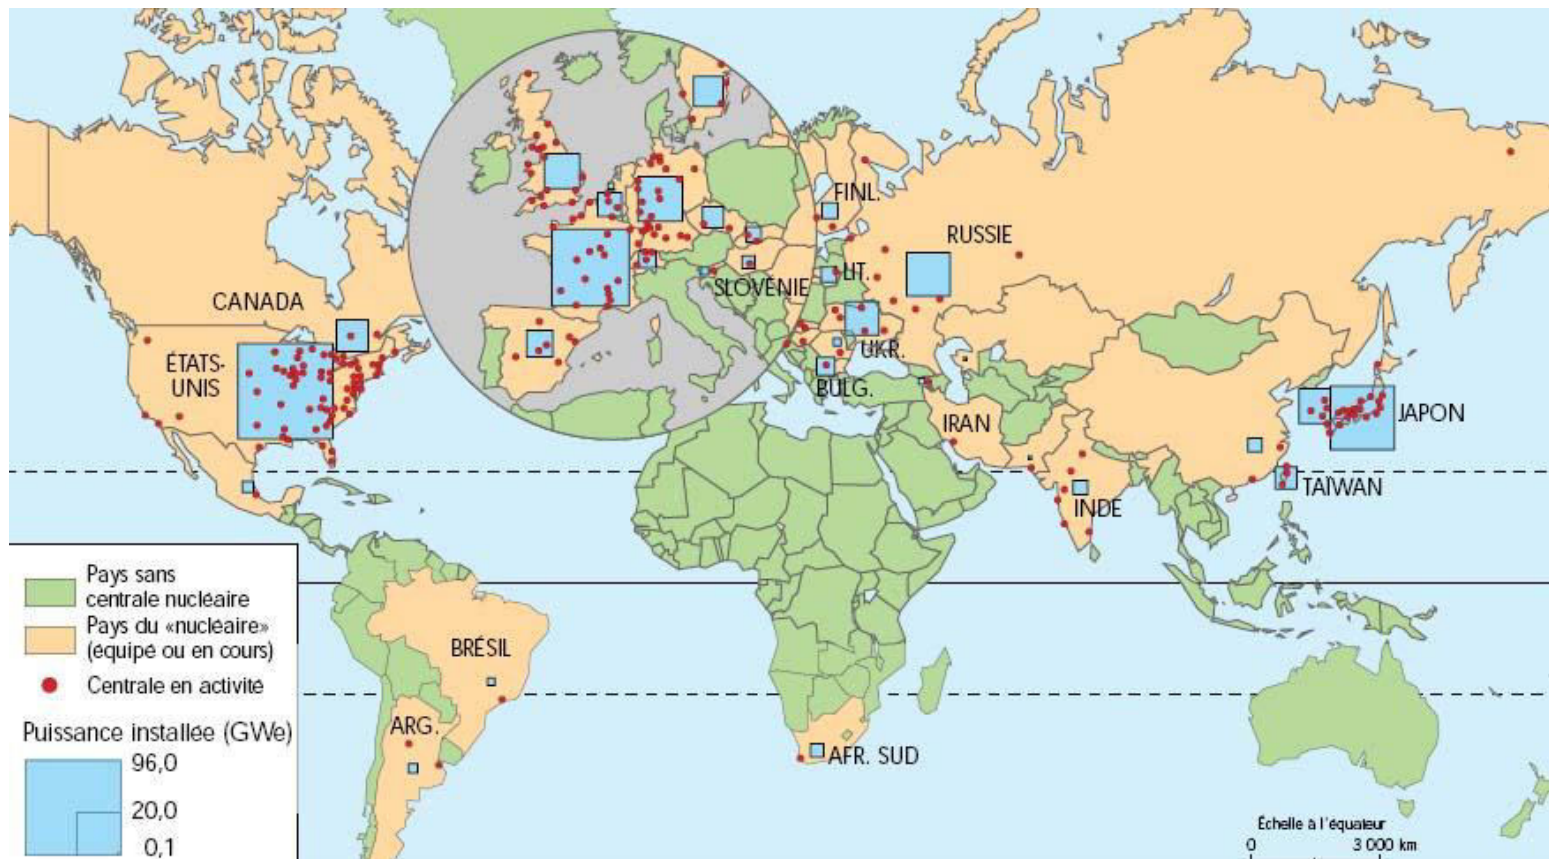 CANADA
ÉTATS-
UNIS
FINL.
RUSSIE
LIT.
SLOVÉNIE
UKR.
BULG.
IRAN
JAPON
TAÏWAN
INDE
BRÉSIL
ARG.
AFR. SUD
Pays sans
centrale nucléaire
Pays du «nucléaire»
(équipé ou en cours)
Centrale en activité
Puissance installée (GWe)
96,0
20,0
0,1
Échelle à l'équateur
0 3 000 km